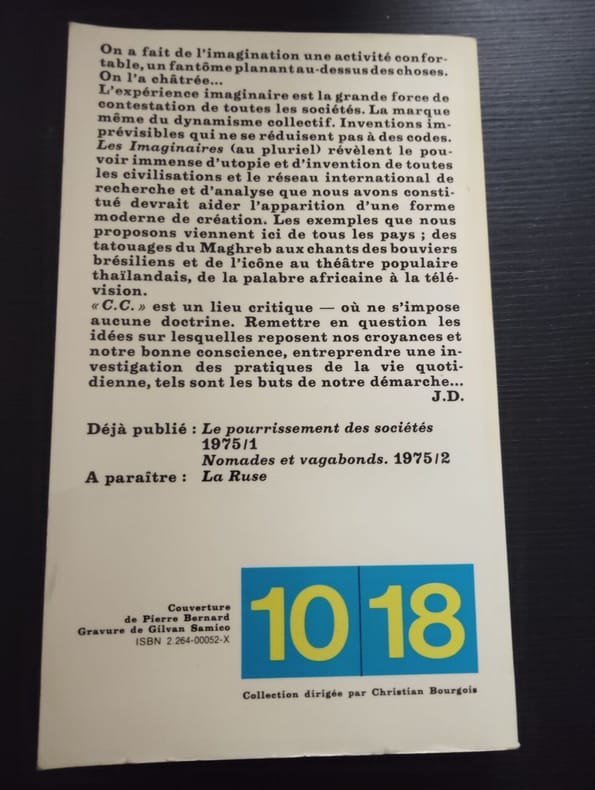 On a fait de l'imagination une activité confor-
table, un fantôme planant au-dessus des choses.
On l'a châtrée...
L'expérience imaginaire est la grande force de
contestation de toutes les sociétés. La marque
même du dynamisme collectif. Inventions im-
prévisibles qui ne se réduisent pas à des codes.
Les Imaginaires (au pluriel) révèlent le pou-
voir immense d'utopie et d'invention de toutes
les civilisations et le réseau international de
recherche et d'analyse que nous avons consti-
tué devrait aider l'apparition d'une forme
moderne de création. Les exemples que nous
proposons viennent ici de tous les pays ; des
tatouages du Maghreb aux chants des bouviers
brésiliens et de l'icône au théâtre populaire
thaïlandais, de la palabre africaine à la télé-
vision.
« C.C. » est un lieu critique — où ne s'impose
aucune doctrine. Remettre en question les
idées sur lesquelles reposent nos croyances et
notre bonne conscience, entreprendre une in-
vestigation des pratiques de la vie quoti-
dienne, tels sont les buts de notre démarche...
J.D.
Déjà publié : Le pourrissement des sociétés
1975/1
Nomades et vagabonds. 1975/2
A paraître : La Ruse
Couverture
de Pierre Bernard
Gravure de Gilvan Samico
ISBN 2.264-00052-X
10 18
Collection dirigée par Christian Bourgois